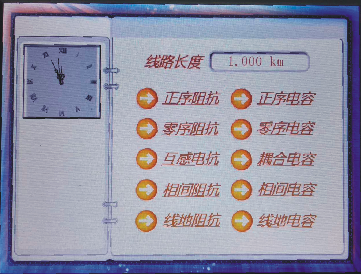 线路长度 1.000 km
正序阻抗 正序电容
零序阻抗 零序电容
互感电抗 耦合电容
相间阻抗 相间电容
线地阻抗 线地电容